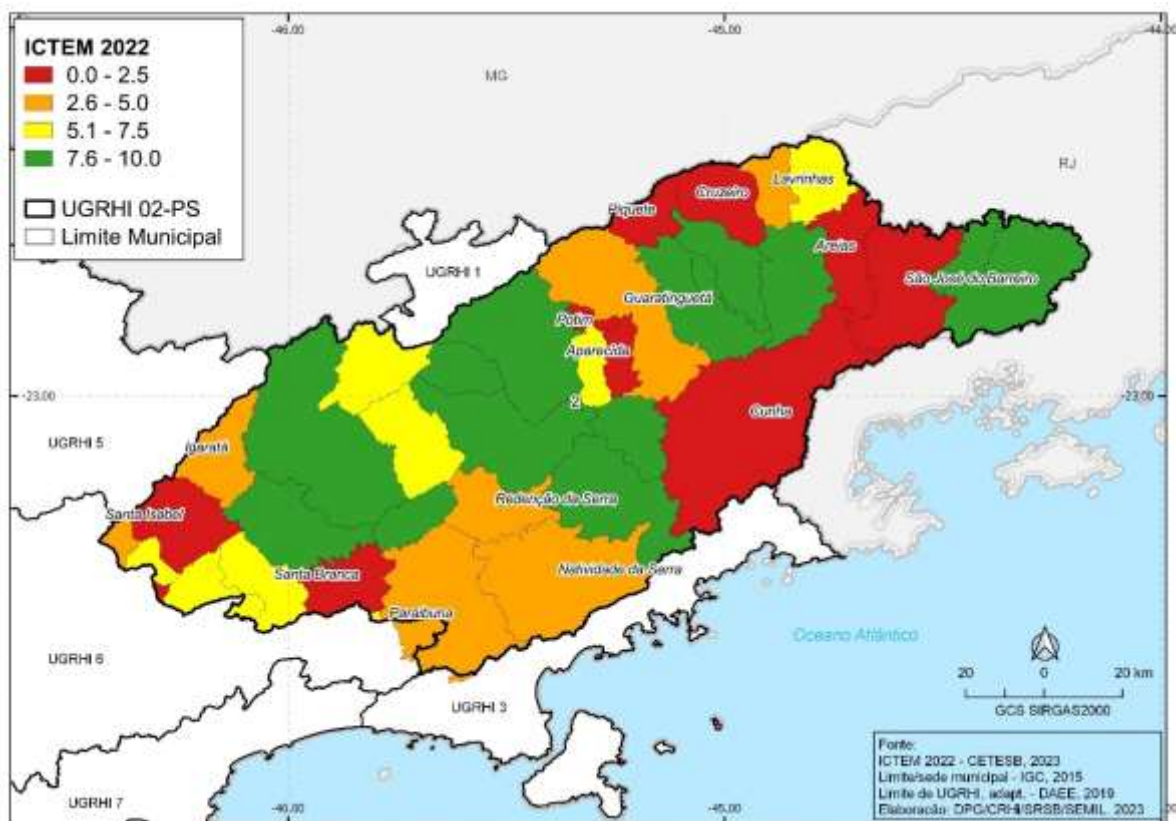 -46.00
-45.00
-44.00
ICTEM 2022
0.0 - 2.5
2.6 - 5.0
5.1 - 7.5
7.6 - 10.0
UGRHI 02-PS
Limite Municipal
MG
RJ
Lavrinhas
Cruzeiro
Piquete
Areias
UGRHI 1
São José do Barreiro
Guaratinguetá
Potim
Aparecida
-23.00
-23.00
2
Cunha
UGRHI 5
Igaratá
Redenção da Serra
Santa Isabel
Natividade da Serra
Santa Branca
Paraibuna
Oceano Atlântico
UGRHI 6
20 0 20 km
UGRHI 3
GCS SIRGAS2000
Fonte:
ICTEM 2022 - CETESB, 2023
Limite/sede municipal - IGC, 2015
Limite de UGRHI, adapt. - DAEE, 2019
Elaboração: DPG/CRHI/SRSB/SEMIL, 2023
UGRHI 7
-46.00
-45.00